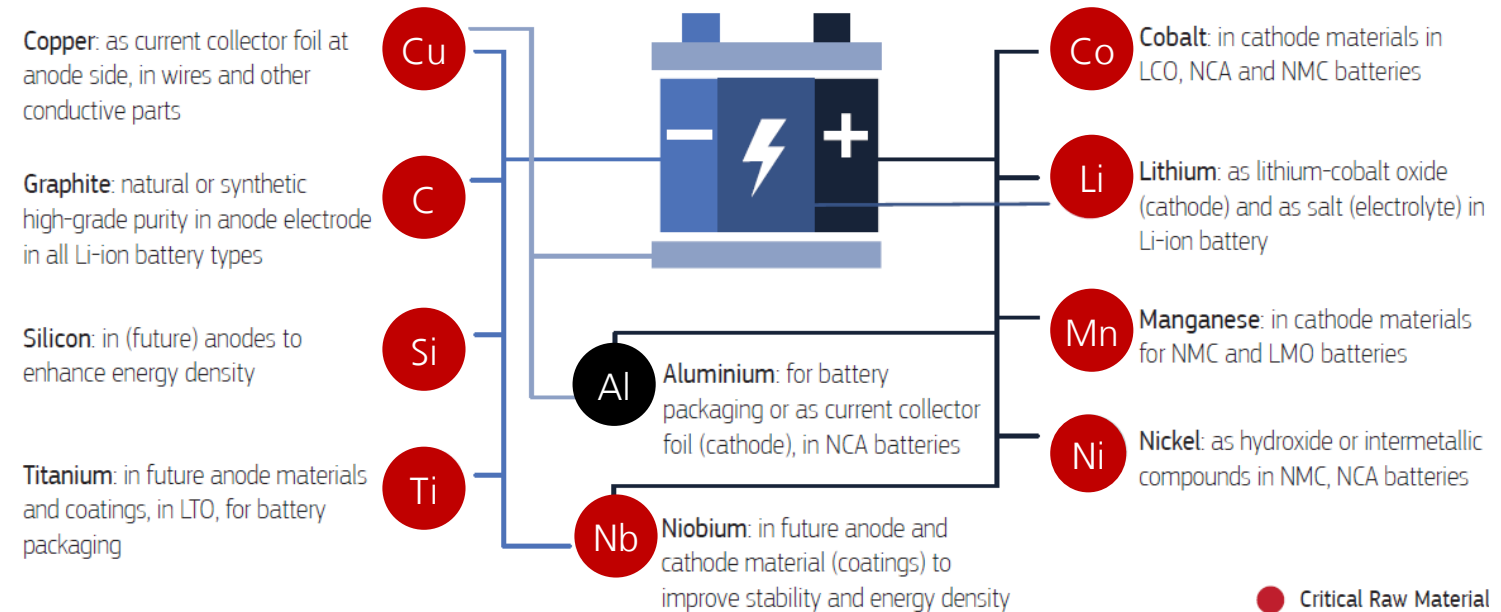 Cu
Copper: as current collector foil at
anode side, in wires and other
conductive parts
C
Graphite: natural or synthetic
high-grade purity in anode electrode
in all Li-ion battery types
Si
Silicon: in (future) anodes to
enhance energy density
Ti
Titanium: in future anode materials
and coatings, in LTO, for battery
packaging
Al
Aluminium: for battery
packaging or as current collector
foil (cathode), in NCA batteries
Nb
Niobium: in future anode and
cathode material (coatings) to
improve stability and energy density
Co
Cobalt: in cathode materials in
LCO, NCA and NMC batteries
Li
Lithium: as lithium-cobalt oxide
(cathode) and as salt (electrolyte) in
Li-ion battery
Mn
Manganese: in cathode materials
for NMC and LMO batteries
Ni
Nickel: as hydroxide or intermetallic
compounds in NMC, NCA batteries
Critical Raw Material